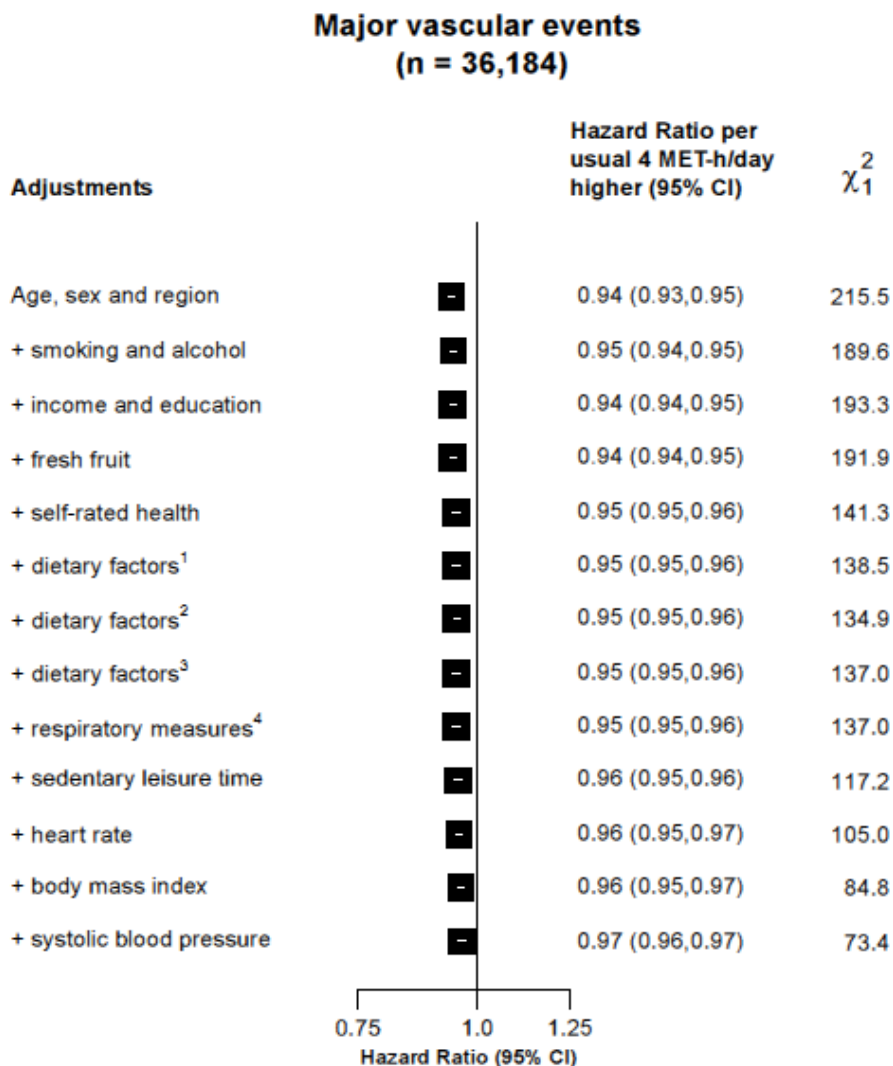 Major vascular events
(n = 36,184)
Hazard Ratio per
usual 4 MET-h/day
higher (95% CI)
Adjustments
χ₁²
Age, sex and region 0.94 (0.93,0.95) 215.5
+ smoking and alcohol 0.95 (0.94,0.95) 189.6
+ income and education 0.94 (0.94,0.95) 193.3
+ fresh fruit 0.94 (0.94,0.95) 191.9
+ self-rated health 0.95 (0.95,0.96) 141.3
+ dietary factors¹ 0.95 (0.95,0.96) 138.5
+ dietary factors² 0.95 (0.95,0.96) 134.9
+ dietary factors³ 0.95 (0.95,0.96) 137.0
+ respiratory measures⁴ 0.95 (0.95,0.96) 137.0
+ sedentary leisure time 0.96 (0.95,0.96) 117.2
+ heart rate 0.96 (0.95,0.97) 105.0
+ body mass index 0.96 (0.95,0.97) 84.8
+ systolic blood pressure 0.97 (0.96,0.97) 73.4
0.75 1.0 1.25
Hazard Ratio (95% CI)